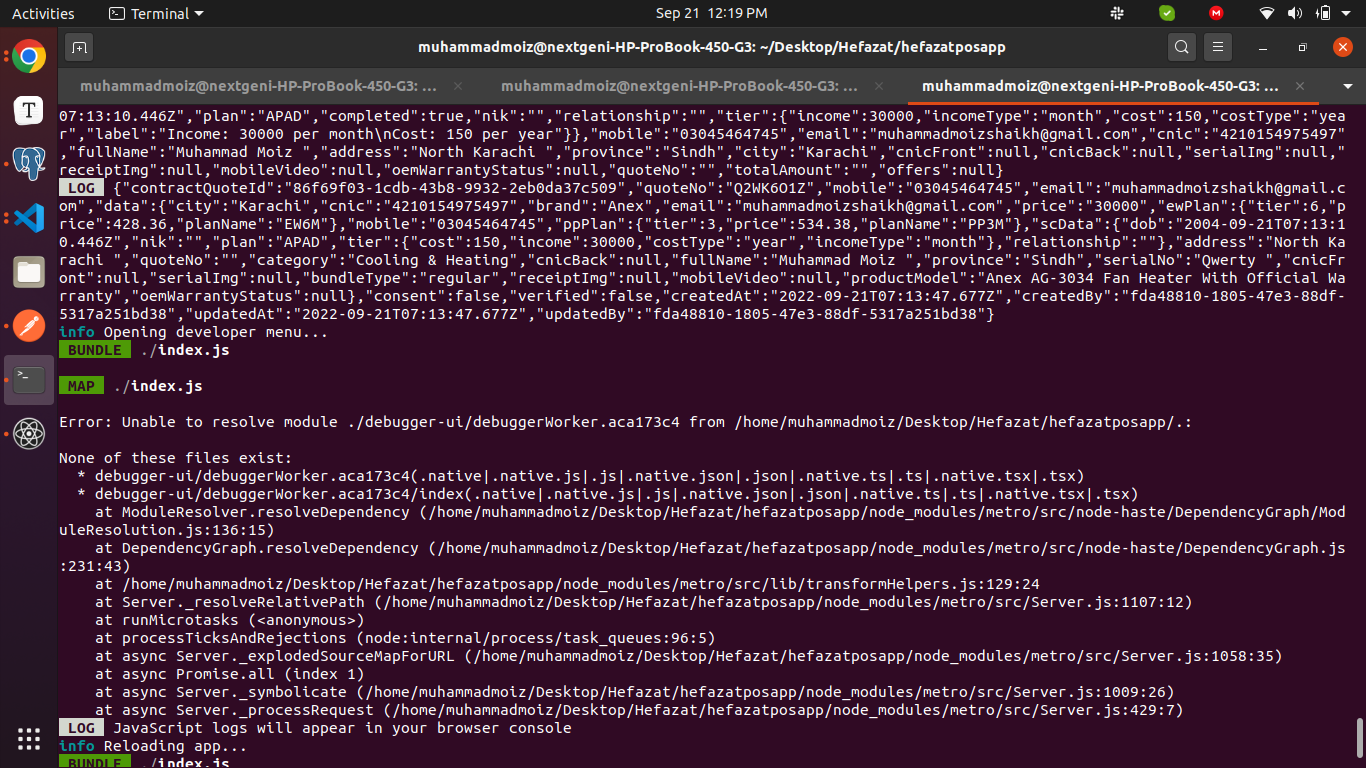 Activities
Terminal
Sep 21 12:19 PM
muhammadmoiz@nextgeni-HP-ProBook-450-G3: ~/Desktop/Hefazat/hefazatposapp
muhammadmoiz@nextgeni-HP-ProBook-450-G3: ...
muhammadmoiz@nextgeni-HP-ProBook-450-G3: ...
muhammadmoiz@nextgeni-HP-ProBook-450-G3: ...
07:13:10.446Z","plan":"APAD","completed":true,"nik":"","relationship":"","tier":{"income":30000,"incomeType":"month","cost":150,"costType":"yea
r","label":"Income: 30000 per month\nCost: 150 per year"}},"mobile":"03045464745","email":"muhammadmoizshaikh@gmail.com","cnic":"4210154975497"
,"fullName":"Muhammad Moiz ","address":"North Karachi ","province":"Sindh","city":"Karachi","cnicFront":null,"cnicBack":null,"serialImg":null,"
receiptImg":null,"mobileVideo":null,"oemWarrantyStatus":null,"quoteNo":"","totalAmount":"","offers":null}
LOG {"contractQuoteId":"86f69f03-1cdb-43b8-9932-2eb0da37c509","quoteNo":"Q2WK6O1Z","mobile":"03045464745","email":"muhammadmoizshaikh@gmail.c
om","data":{"city":"Karachi","cnic":"4210154975497","brand":"Anex","email":"muhammadmoizshaikh@gmail.com","price":"30000","ewPlan":{"tier":6,"p
rice":428.36,"planName":"EW6M"},"mobile":"03045464745","ppPlan":{"tier":3,"price":534.38,"planName":"PP3M"},"scData":{"dob":"2004-09-21T07:13:1
0.446Z","nik":"","plan":"APAD","tier":{"cost":150,"income":30000,"costType":"year","incomeType":"month"},"relationship":""},"address":"North Ka
rachi ","quoteNo":"","category":"Cooling & Heating","cnicBack":null,"fullName":"Muhammad Moiz ","province":"Sindh","serialNo":"Qwerty ","cnicFr
ont":null,"serialImg":null,"bundleType":"regular","receiptImg":null,"mobileVideo":null,"productModel":"Anex AG-3034 Fan Heater With Official Wa
rranty","oemWarrantyStatus":null},"consent":false,"verified":false,"createdAt":"2022-09-21T07:13:47.677Z","createdBy":"fda48810-1805-47e3-88df-
5317a251bd38","updatedAt":"2022-09-21T07:13:47.677Z","updatedBy":"fda48810-1805-47e3-88df-5317a251bd38"}
info Opening developer menu...
BUNDLE ./index.js
MAP ./index.js
Error: Unable to resolve module ./debugger-ui/debuggerWorker.aca173c4 from /home/muhammadmoiz/Desktop/Hefazat/hefazatposapp/.:
None of these files exist:
* debugger-ui/debuggerWorker.aca173c4(.native|.native.js|.js|.native.json|.json|.native.ts|.ts|.native.tsx|.tsx)
* debugger-ui/debuggerWorker.aca173c4/index(.native|.native.js|.js|.native.json|.json|.native.ts|.ts|.native.tsx|.tsx)
at ModuleResolver.resolveDependency (/home/muhammadmoiz/Desktop/Hefazat/hefazatposapp/node_modules/metro/src/node-haste/DependencyGraph/Mod
uleResolution.js:136:15)
at DependencyGraph.resolveDependency (/home/muhammadmoiz/Desktop/Hefazat/hefazatposapp/node_modules/metro/src/node-haste/DependencyGraph.js
:231:43)
at /home/muhammadmoiz/Desktop/Hefazat/hefazatposapp/node_modules/metro/src/lib/transformHelpers.js:129:24
at Server._resolveRelativePath (/home/muhammadmoiz/Desktop/Hefazat/hefazatposapp/node_modules/metro/src/Server.js:1107:12)
at runMicrotasks (<anonymous>)
at processTicksAndRejections (node:internal/process/task_queues:96:5)
at async Server._explodedSourceMapForURL (/home/muhammadmoiz/Desktop/Hefazat/hefazatposapp/node_modules/metro/src/Server.js:1058:35)
at async Promise.all (index 1)
at async Server._symbolicate (/home/muhammadmoiz/Desktop/Hefazat/hefazatposapp/node_modules/metro/src/Server.js:1009:26)
at async Server._processRequest (/home/muhammadmoiz/Desktop/Hefazat/hefazatposapp/node_modules/metro/src/Server.js:429:7)
LOG JavaScript logs will appear in your browser console
info Reloading app...
BUNDLE ./index.js